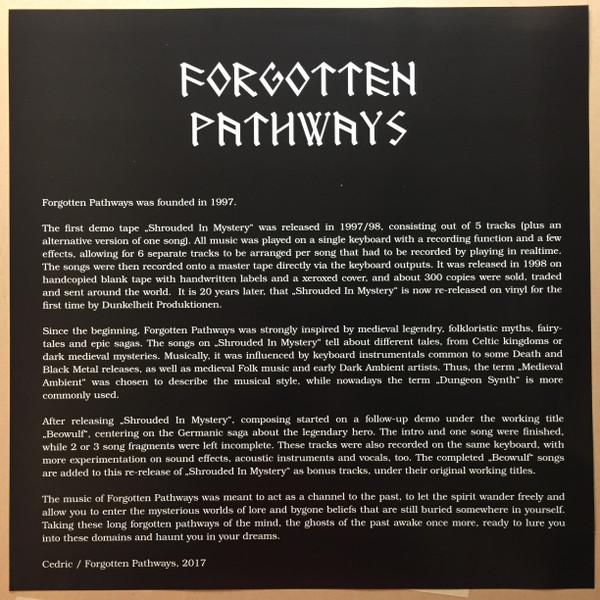 FORGOTTEN
PATHWAYS
Forgotten Pathways was founded in 1997.
The first demo tape „Shrouded In Mystery“ was released in 1997/98, consisting out of 5 tracks (plus an
alternative version of one song). All music was played on a single keyboard with a recording function and a few
effects, allowing for 6 separate tracks to be arranged per song that had to be recorded by playing in realtime.
The songs were then recorded onto a master tape directly via the keyboard outputs. It was released in 1998 on
handcopied blank tape with handwritten labels and a xeroxed cover, and about 300 copies were sold, traded
and sent around the world. It is 20 years later, that „Shrouded In Mystery“ is now re-released on vinyl for the
first time by Dunkelheit Produktionen.
Since the beginning, Forgotten Pathways was strongly inspired by medieval legendry, folkloristic myths, fairy-
tales and epic sagas. The songs on „Shrouded In Mystery“ tell about different tales, from Celtic kingdoms or
dark medieval mysteries. Musically, it was influenced by keyboard instrumentals common to some Death and
Black Metal releases, as well as medieval Folk music and early Dark Ambient artists. Thus, the term „Medieval
Ambient“ was chosen to describe the musical style, while nowadays the term „Dungeon Synth“ is more
commonly used.
After releasing „Shrouded In Mystery“, composing started on a follow-up demo under the working title
„Beowulf“, centering on the Germanic saga about the legendary hero. The intro and one song were finished,
while 2 or 3 song fragments were left incomplete. These tracks were also recorded on the same keyboard, with
more experimentation on sound effects, acoustic instruments and vocals, too. The completed „Beowulf“ songs
are added to this re-release of „Shrouded In Mystery“ as bonus tracks, under their original working titles.
The music of Forgotten Pathways was meant to act as a channel to the past, to let the spirit wander freely and
allow you to enter the mysterious worlds of lore and bygone beliefs that are still buried somewhere in yourself.
Taking these long forgotten pathways of the mind, the ghosts of the past awake once more, ready to lure you
into these domains and haunt you in your dreams.
Cedric / Forgotten Pathways, 2017